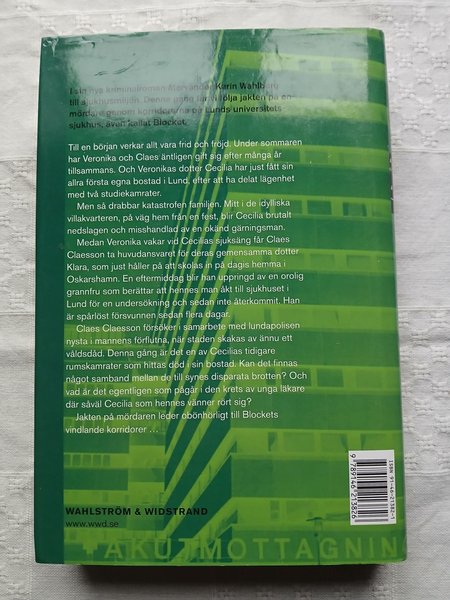 I sin nya kriminalroman återvänder Karin Wahlberg
till sjukhusmiljön. Denna gång får vi följa jakten på en
mördare genom korridorerna på Lunds universitets-
sjukhus, även kallat Blocket.
Till en början verkar allt vara frid och fröjd. Under sommaren
har Veronika och Claes äntligen gift sig efter många år
tillsammans. Och Veronikas dotter Cecilia har just fått sin
allra första egna bostad i Lund, efter att ha delat lägenhet
med två studiekamrater.
Men så drabbar katastrofen familjen. Mitt i de idylliska
villakvarteren, på väg hem från en fest, blir Cecilia brutalt
nedslagen och misshandlad av en okänd gärningsman.
Medan Veronika vakar vid Cecilias sjuksäng får Claes
Claesson ta huvudansvaret för deras gemensamma dotter
Klara, som just håller på att skolas in på dagis hemma i
Oskarshamn. En eftermiddag blir han uppringd av en orolig
grannfru som berättar att hennes man åkt till sjukhuset i
Lund för en undersökning och sedan inte återkommit. Han
är spårlöst försvunnen sedan flera dagar.
Claes Claesson försöker i samarbete med lundapolisen
nysta i mannens förflutna, när staden skakas av ännu ett
våldsdåd. Denna gång är det en av Cecilias tidigare
rumskamrater som hittas död i sin bostad. Kan det finnas
något samband mellan de till synes disparata brotten? Och
vad är det egentligen som pågår i den krets av unga läkare
där såväl Cecilia som hennes vänner rört sig?
Jakten på mördaren leder obönhörligt till Blockets
vindlande korridorer ...
ISBN 91-46-21382-1
9 789146 213826
WAHLSTRÖM & WIDSTRAND
www.wwd.se
AKUTMOTTAGNIN